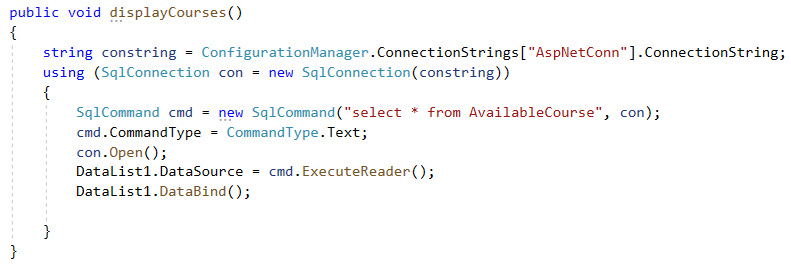 public void displayCourses()
{
string constring = ConfigurationManager.ConnectionStrings["AspNetConn"].ConnectionString;
using (SqlConnection con = new SqlConnection(constring))
{
SqlCommand cmd = new SqlCommand("select * from AvailableCourse", con);
cmd.CommandType = CommandType.Text;
con.Open();
DataList1.DataSource = cmd.ExecuteReader();
DataList1.DataBind();
}
}